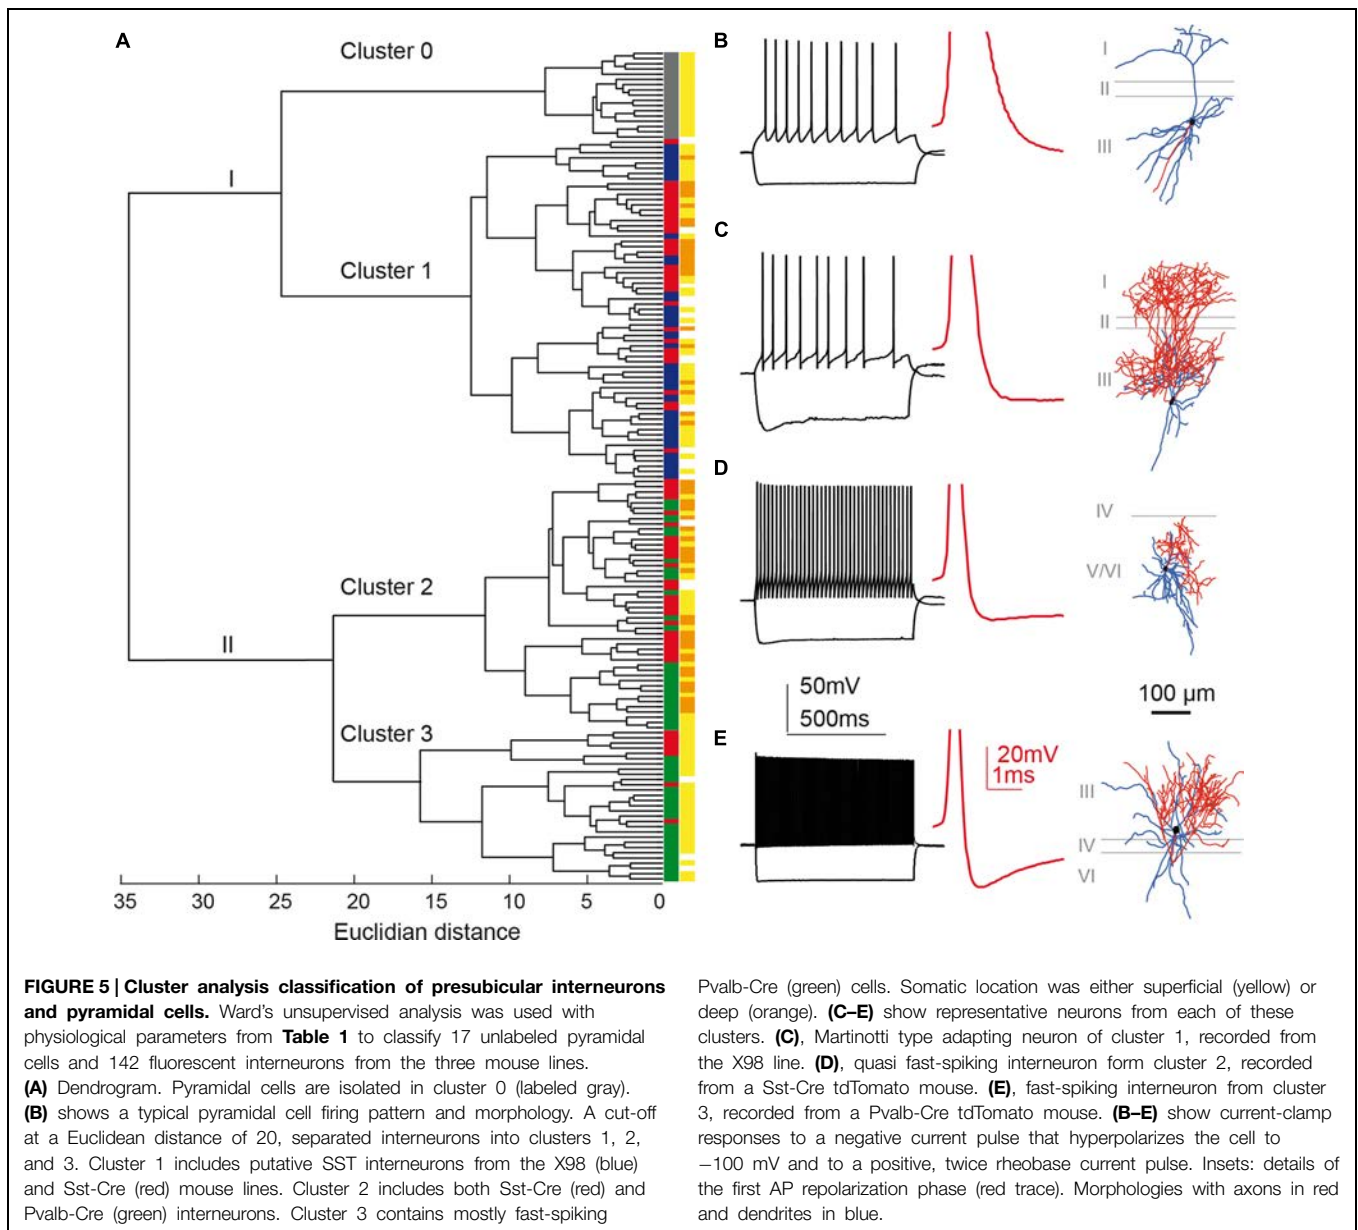 A
Cluster 0
I
Cluster 1
Cluster 2
II
Cluster 3
35 30 25 20 15 10 5 0
Euclidian distance
B
I
II
III
C
I
II
III
D
IV
V/VI
50mV
500ms
100 µm
E
20mV
1ms
III
IV
VI
FIGURE 5 | Cluster analysis classification of presubicular interneurons
and pyramidal cells. Ward's unsupervised analysis was used with
physiological parameters from Table 1 to classify 17 unlabeled pyramidal
cells and 142 fluorescent interneurons from the three mouse lines.
(A) Dendrogram. Pyramidal cells are isolated in cluster 0 (labeled gray).
(B) shows a typical pyramidal cell firing pattern and morphology. A cut-off
at a Euclidean distance of 20, separated interneurons into clusters 1, 2,
and 3. Cluster 1 includes putative SST interneurons from the X98 (blue)
and Sst-Cre (red) mouse lines. Cluster 2 includes both Sst-Cre (red) and
Pvalb-Cre (green) interneurons. Cluster 3 contains mostly fast-spiking
Pvalb-Cre (green) cells. Somatic location was either superficial (yellow) or
deep (orange). (C–E) show representative neurons from each of these
clusters. (C), Martinotti type adapting neuron of cluster 1, recorded from
the X98 line. (D), quasi fast-spiking interneuron form cluster 2, recorded
from a Sst-Cre tdTomato mouse. (E), fast-spiking interneuron from cluster
3, recorded from a Pvalb-Cre tdTomato mouse. (B–E) show current-clamp
responses to a negative current pulse that hyperpolarizes the cell to
−100 mV and to a positive, twice rheobase current pulse. Insets: details of
the first AP repolarization phase (red trace). Morphologies with axons in red
and dendrites in blue.